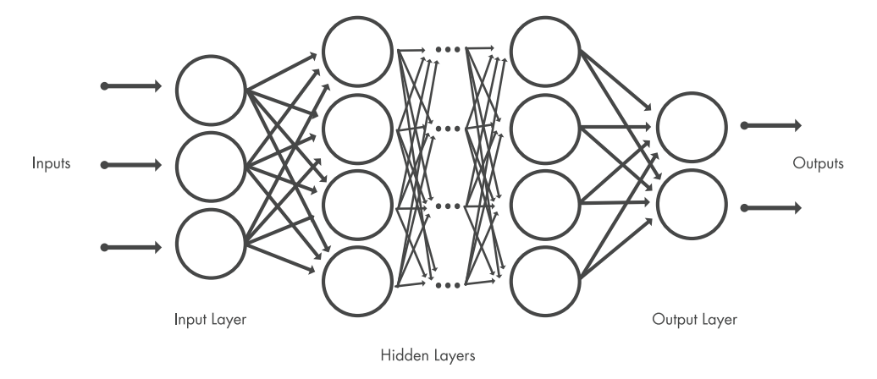 Inputs
Outputs
Input Layer
Output Layer
Hidden Layers